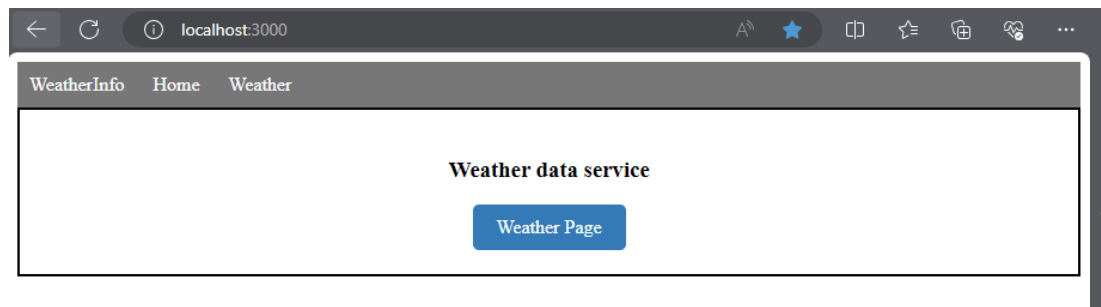 localhost:3000
WeatherInfo Home Weather
Weather data service
Weather Page